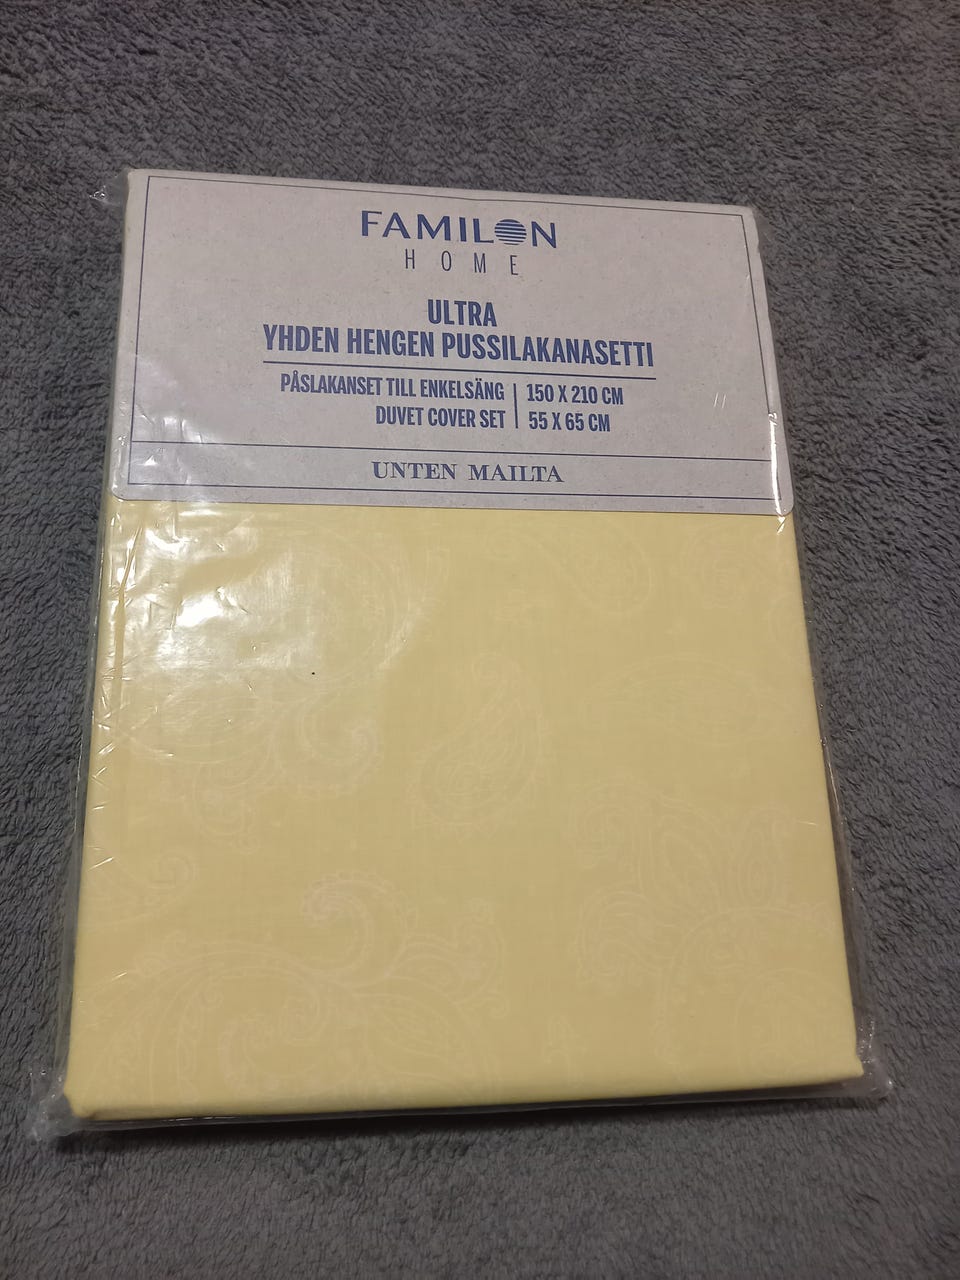 FAMILON
HOME
ULTRA
YHDEN HENGEN PUSSILAKANASETTI
PÅSLAKANSET TILL ENKELSÄNG | 150 X 210 CM
DUVET COVER SET | 55 X 65 CM
UNTEN MAILTA